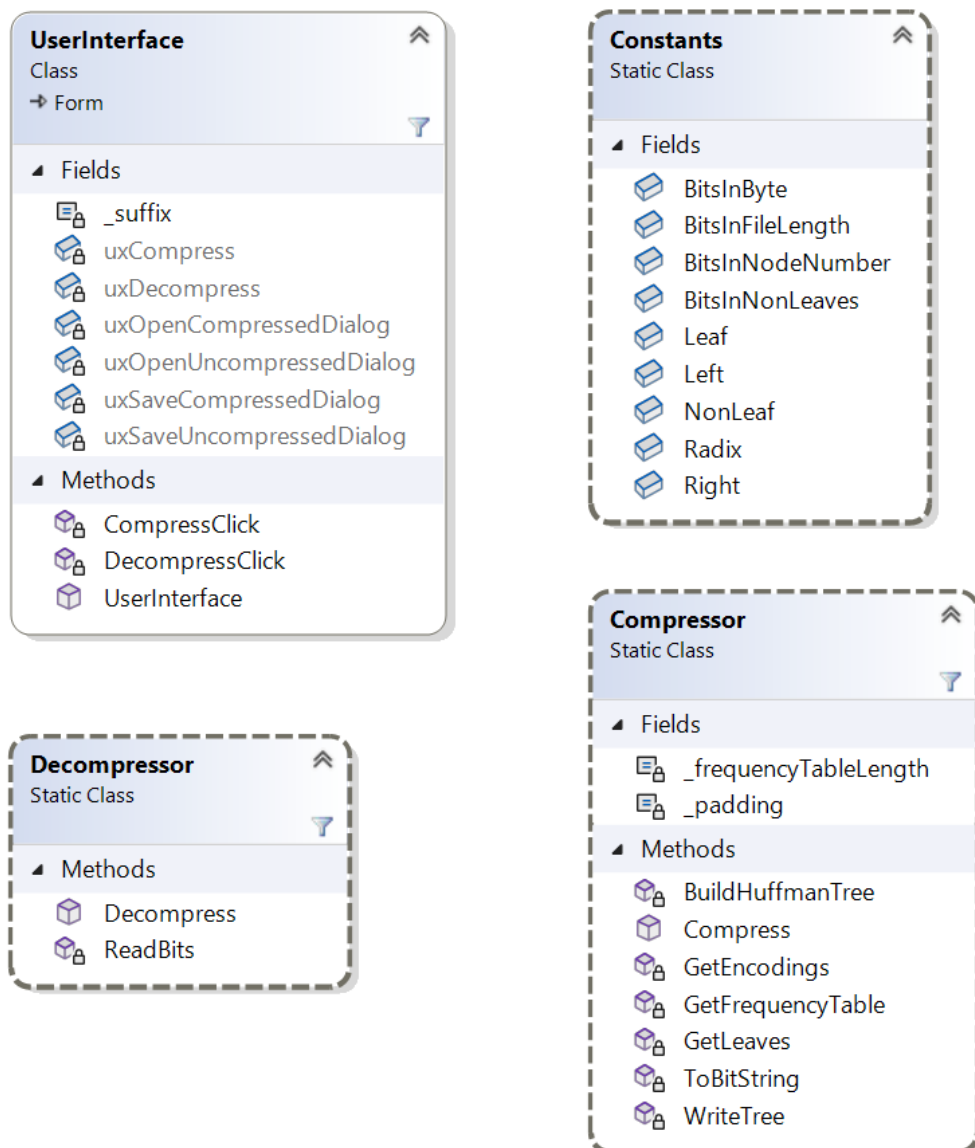 UserInterface
Class
Form
Fields
_suffix
uxCompress
uxDecompress
uxOpenCompressedDialog
uxOpenUncompressedDialog
uxSaveCompressedDialog
uxSaveUncompressedDialog
Methods
CompressClick
DecompressClick
UserInterface
Constants
Static Class
Fields
BitsInByte
BitsInFileLength
BitsInNodeNumber
BitsInNonLeaves
Leaf
Left
NonLeaf
Radix
Right
Decompressor
Static Class
Methods
Decompress
ReadBits
Compressor
Static Class
Fields
_frequencyTableLength
_padding
Methods
BuildHuffmanTree
Compress
GetEncodings
GetFrequencyTable
GetLeaves
ToBitString
WriteTree